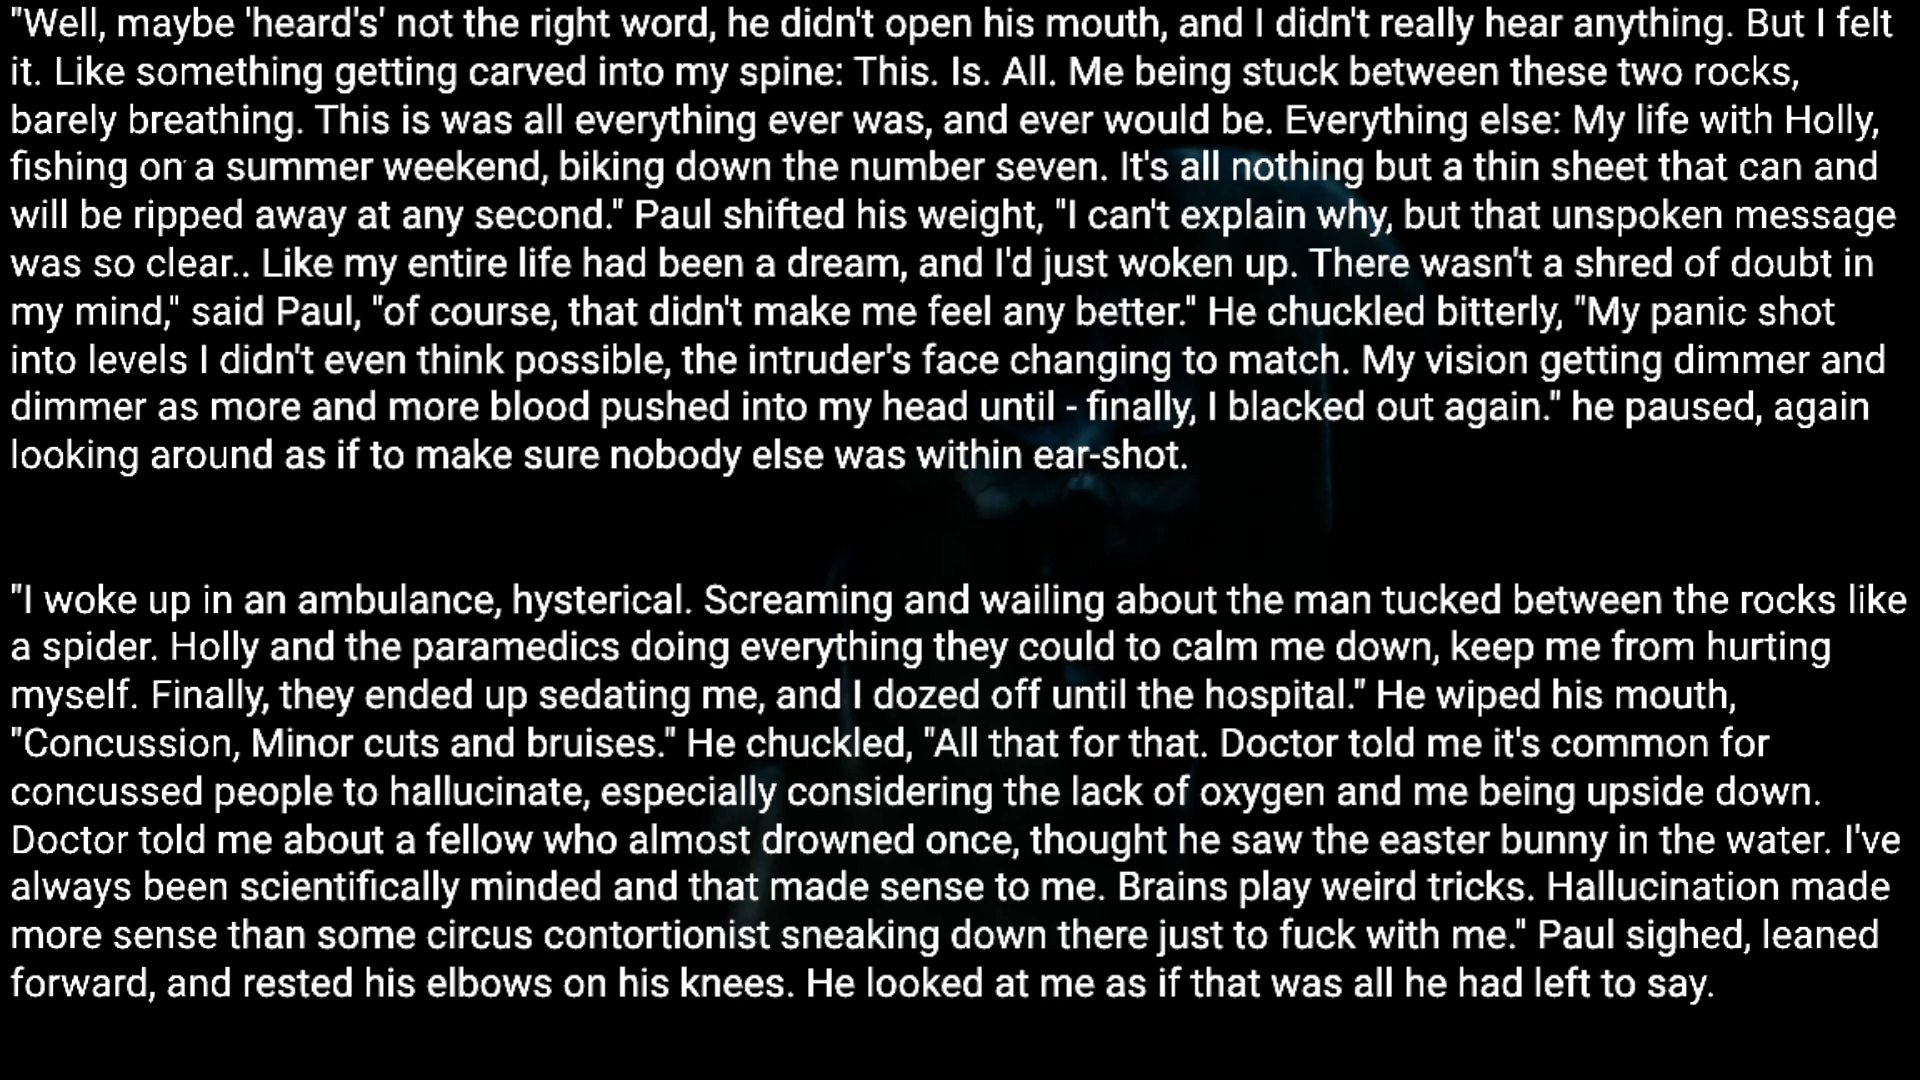 "Well, maybe 'heard's' not the right word, he didn't open his mouth, and I didn't really hear anything. But I felt
it. Like something getting carved into my spine: This. Is. All. Me being stuck between these two rocks,
barely breathing. This is was all everything ever was, and ever would be. Everything else: My life with Holly,
fishing on a summer weekend, biking down the number seven. It's all nothing but a thin sheet that can and
will be ripped away at any second." Paul shifted his weight, "I can't explain why, but that unspoken message
was so clear.. Like my entire life had been a dream, and I'd just woken up. There wasn't a shred of doubt in
my mind," said Paul, "of course, that didn't make me feel any better." He chuckled bitterly, "My panic shot
into levels I didn't even think possible, the intruder's face changing to match. My vision getting dimmer and
dimmer as more and more blood pushed into my head until - finally, I blacked out again." he paused, again
looking around as if to make sure nobody else was within ear-shot.
"I woke up in an ambulance, hysterical. Screaming and wailing about the man tucked between the rocks like
a spider. Holly and the paramedics doing everything they could to calm me down, keep me from hurting
myself. Finally, they ended up sedating me, and I dozed off until the hospital." He wiped his mouth,
"Concussion, Minor cuts and bruises." He chuckled, "All that for that. Doctor told me it's common for
concussed people to hallucinate, especially considering the lack of oxygen and me being upside down.
Doctor told me about a fellow who almost drowned once, thought he saw the easter bunny in the water. I've
always been scientifically minded and that made sense to me. Brains play weird tricks. Hallucination made
more sense than some circus contortionist sneaking down there just to fuck with me." Paul sighed, leaned
forward, and rested his elbows on his knees. He looked at me as if that was all he had left to say.